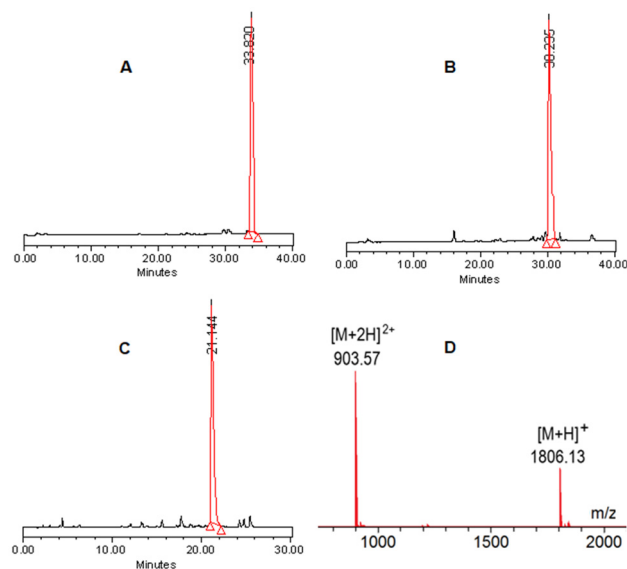 33.820
A
0.00 10.00 20.00 30.00 40.00
Minutes
30.235
B
0.00 10.00 20.00 30.00 40.00
Minutes
21.144
C
0.00 10.00 20.00 30.00
Minutes
[M+2H]2+
903.57
D
[M+H]+
1806.13
m/z
1000 1500 2000